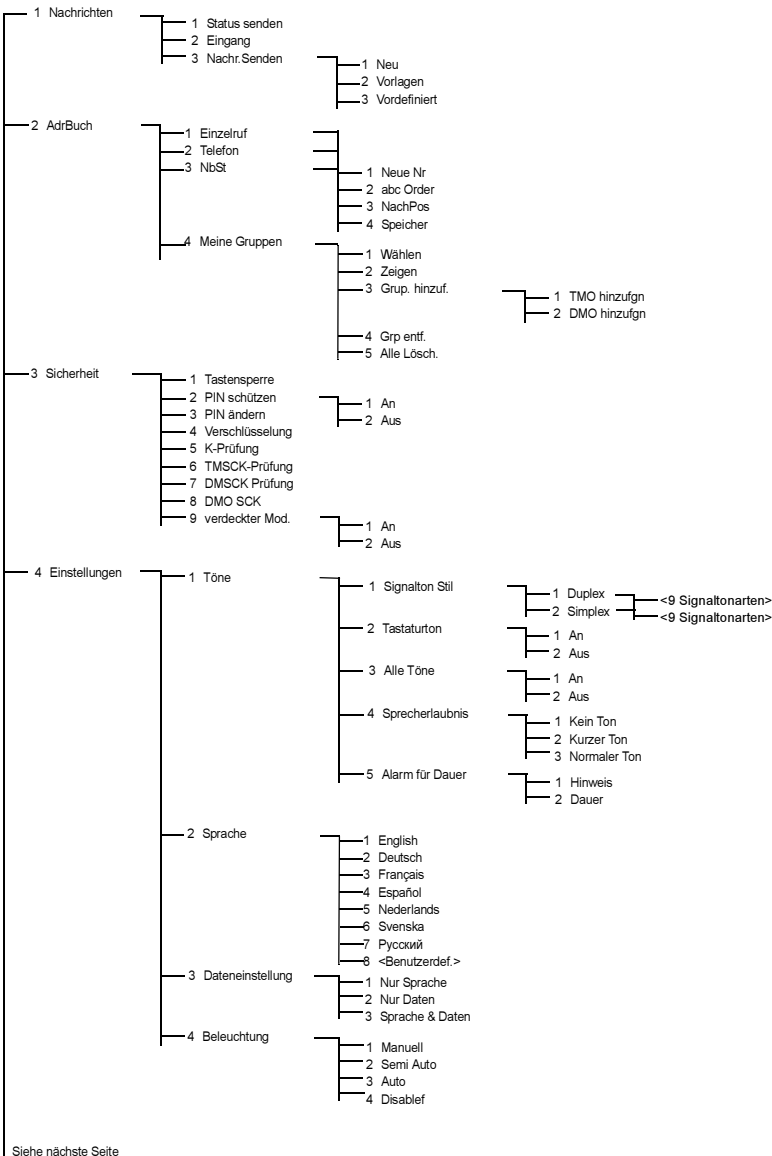 1 Nachrichten
1 Status senden
2 Eingang
3 Nachr.Senden
1 Neu
2 Vorlagen
3 Vordefiniert
2 AdrBuch
1 Einzelruf
2 Telefon
3 NbSt
1 Neue Nr
2 abc Order
3 NachPos
4 Speicher
4 Meine Gruppen
1 Wählen
2 Zeigen
3 Grup. hinzuf.
1 TMO hinzufgn
2 DMO hinzufgn
4 Grp entf.
5 Alle Lösch.
3 Sicherheit
1 Tastensperre
2 PIN schützen
1 An
2 Aus
3 PIN ändern
4 Verschlüsselung
5 K-Prüfung
6 TMSCK-Prüfung
7 DMSCK Prüfung
8 DMO SCK
9 verdeckter Mod.
1 An
2 Aus
4 Einstellungen
1 Töne
1 Signalton Stil
1 Duplex
<9 Signaltonarten>
2 Simplex
<9 Signaltonarten>
2 Tastaturton
1 An
2 Aus
3 Alle Töne
1 An
2 Aus
4 Sprecherlaubnis
1 Kein Ton
2 Kurzer Ton
3 Normaler Ton
5 Alarm für Dauer
1 Hinweis
2 Dauer
2 Sprache
1 English
2 Deutsch
3 Français
4 Español
5 Nederlands
6 Svenska
7 Русский
8 <Benutzerdef.>
3 Dateneinstellung
1 Nur Sprache
2 Nur Daten
3 Sprache & Daten
4 Beleuchtung
1 Manuell
2 Semi Auto
3 Auto
4 Disablef
Siehe nächste Seite